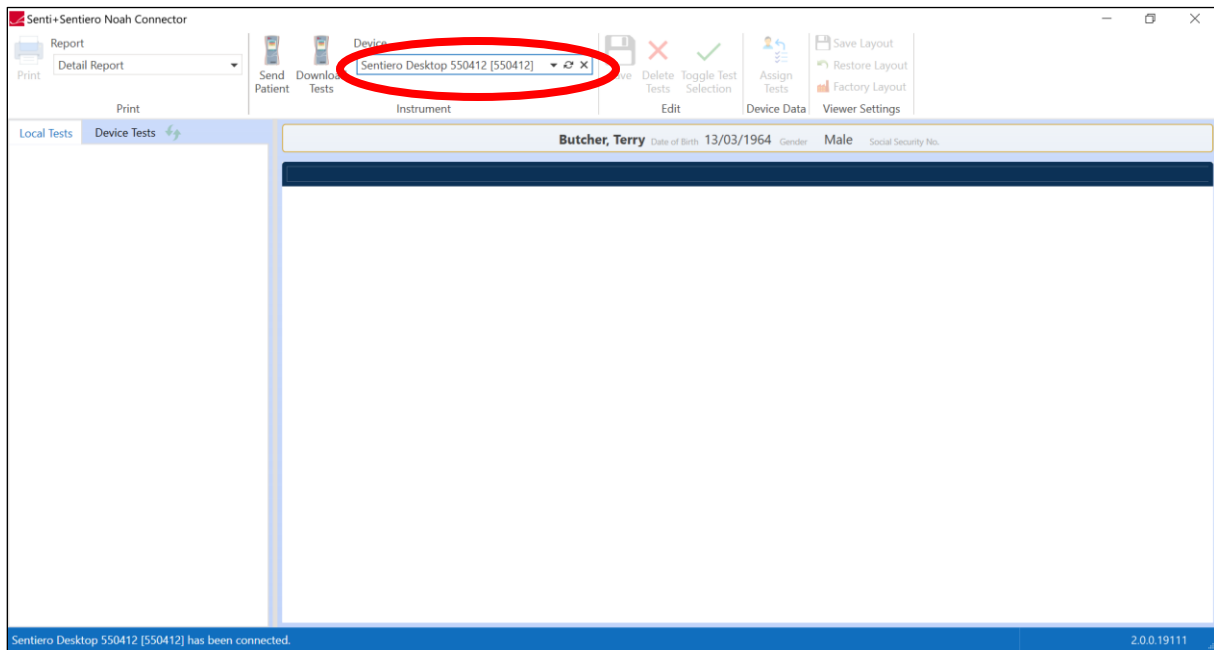 Senti+Sentiero Noah Connector
Report
Detail Report
Print
Print
Send Patient
Download Tests
Device
Sentiero Desktop 550412 [550412]
Instrument
Delete Tests
Toggle Test Selection
Edit
Assign Tests
Device Data
Save Layout
Restore Layout
Factory Layout
Viewer Settings
Local Tests Device Tests
Butcher, Terry Date of Birth 13/03/1964 Gender Male Social Security No.
Sentiero Desktop 550412 [550412] has been connected. 2.0.0.19111